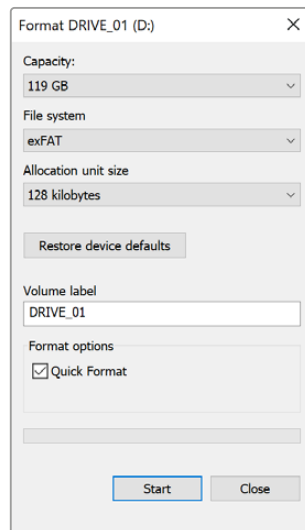 Format DRIVE_01 (D:)
Capacity:
119 GB
File system
exFAT
Allocation unit size
128 kilobytes
Restore device defaults
Volume label
DRIVE_01
Format options
Quick Format
Start Close